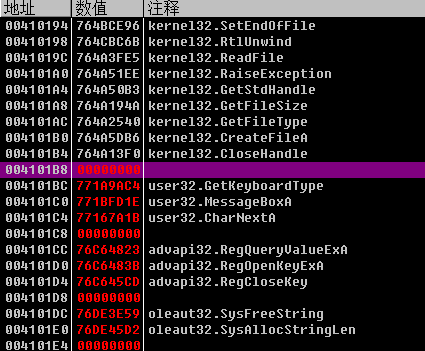 地址 数值 注释
00410194 764BCE96 kernel32.SetEndOfFile
00410198 764CBC6B kernel32.RtlUnwind
0041019C 764A3FE5 kernel32.ReadFile
004101A0 764A51EE kernel32.RaiseException
004101A4 764A50B3 kernel32.GetStdHandle
004101A8 764A194A kernel32.GetFileSize
004101AC 764A2540 kernel32.GetFileType
004101B0 764A5DB6 kernel32.CreateFileA
004101B4 764A13F0 kernel32.CloseHandle
004101B8 00000000
004101BC 771A9AC4 user32.GetKeyboardType
004101C0 771BFD1E user32.MessageBoxA
004101C4 77167A1B user32.CharNextA
004101C8 00000000
004101CC 76C64823 advapi32.RegQueryValueExA
004101D0 76C6483B advapi32.RegOpenKeyExA
004101D4 76C645CD advapi32.RegCloseKey
004101D8 00000000
004101DC 76DE3E59 oleaut32.SysFreeString
004101E0 76DE45D2 oleaut32.SysAllocStringLen
004101E4 00000000